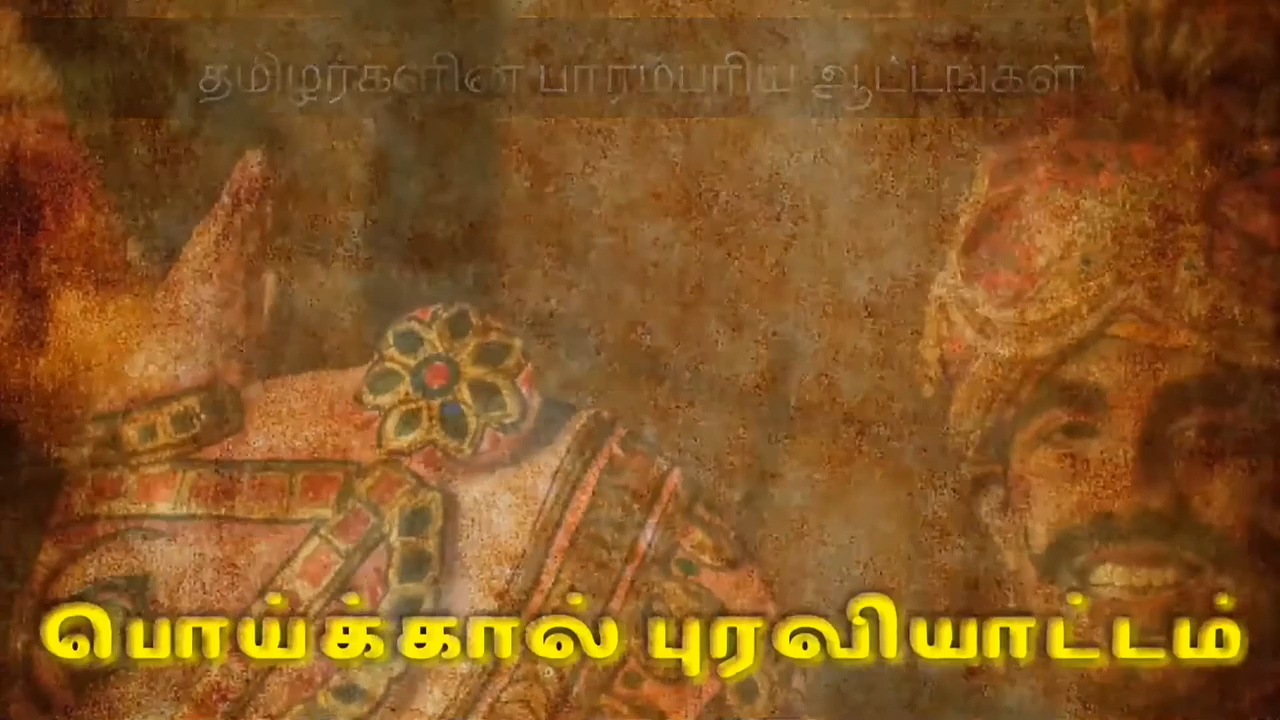 தமிழர்களின் பாரம்பரிய ஆட்டங்கள்
பொய்க்கால் புரவியாட்டம்